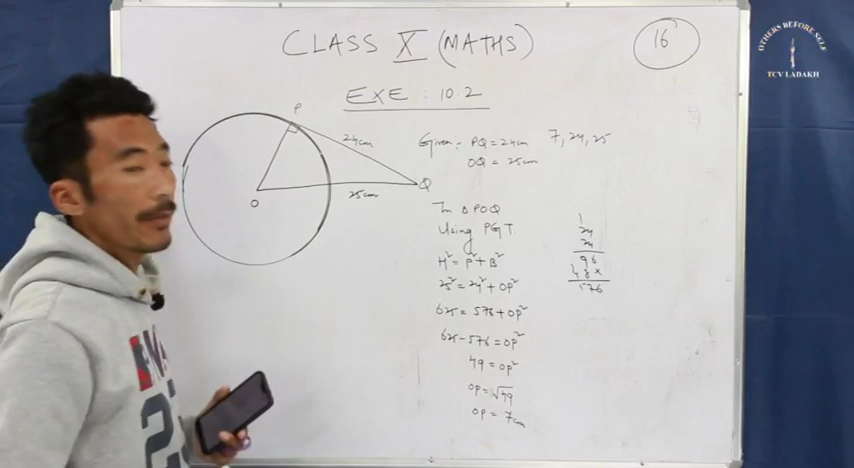 CLASS X (MATHS)
16
OTHERS BEFORE SELF
TCV LADAKH
EXE : 10.2
P
24cm
Q
25cm
O
Given :- PQ = 24cm
OQ = 25cm
7, 24, 25
In Δ POQ
Using PGT.
H² = P² + B²
25² = 24² + OP²
625 = 576 + OP²
625 - 576 = OP²
49 = OP²
OP = √49
OP = 7cm
1
24
24
96
48x
576